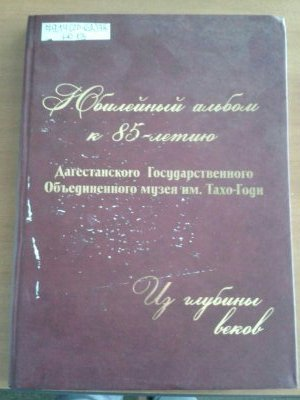 Юбилейный альбом
к 85-летию
Дагестанского Государственного
Объединенного музея им. Тахо-Годи
Из глубины
веков